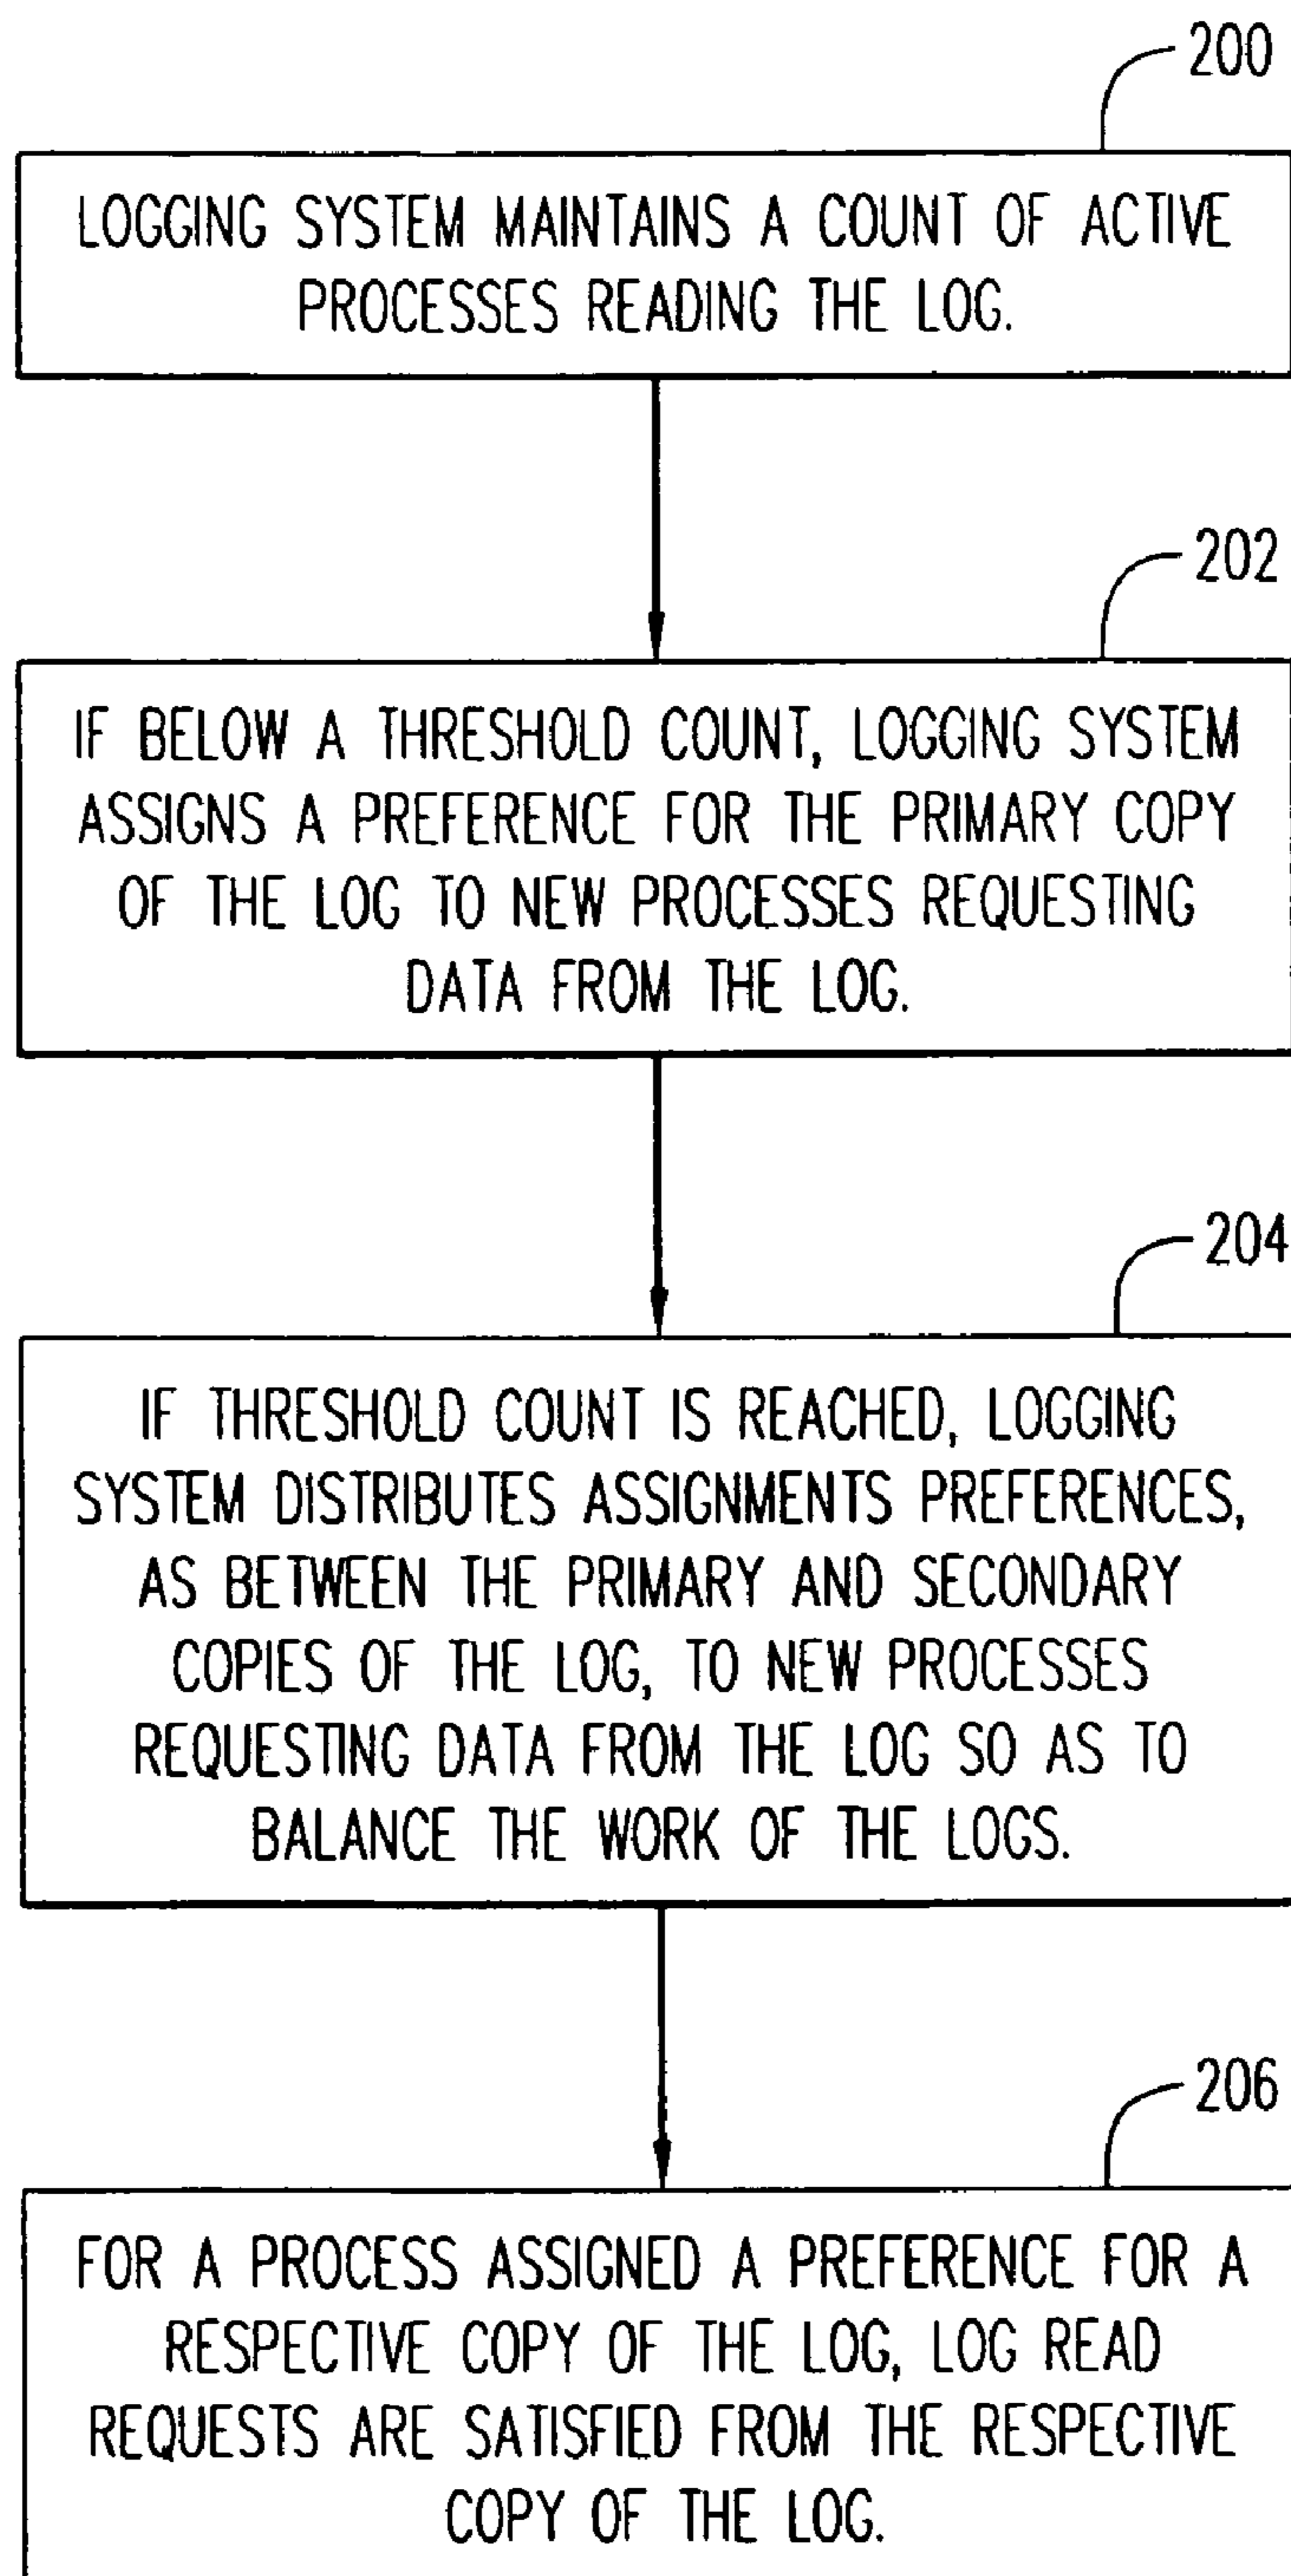 200
LOGGING SYSTEM MAINTAINS A COUNT OF ACTIVE
PROCESSES READING THE LOG.
202
IF BELOW A THRESHOLD COUNT, LOGGING SYSTEM
ASSIGNS A PREFERENCE FOR THE PRIMARY COPY
OF THE LOG TO NEW PROCESSES REQUESTING
DATA FROM THE LOG.
204
IF THRESHOLD COUNT IS REACHED, LOGGING
SYSTEM DISTRIBUTES ASSIGNMENTS PREFERENCES,
AS BETWEEN THE PRIMARY AND SECONDARY
COPIES OF THE LOG, TO NEW PROCESSES
REQUESTING DATA FROM THE LOG SO AS TO
BALANCE THE WORK OF THE LOGS.
206
FOR A PROCESS ASSIGNED A PREFERENCE FOR A
RESPECTIVE COPY OF THE LOG, LOG READ
REQUESTS ARE SATISFIED FROM THE RESPECTIVE
COPY OF THE LOG.